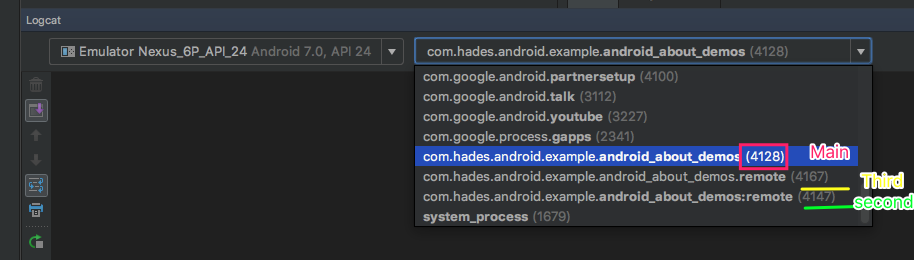 Logcat
Emulator Nexus_6P_API_24 Android 7.0, API 24
com.hades.android.example.android_about_demos (4128)
com.google.android.partnersetup (4100)
com.google.android.talk (3112)
com.google.android.youtube (3227)
com.google.process.gapps (2341)
com.hades.android.example.android_about_demos (4128) Main
com.hades.android.example.android_about_demos.remote (4167) Third
com.hades.android.example.android_about_demos:remote (4147) second
system_process (1679)